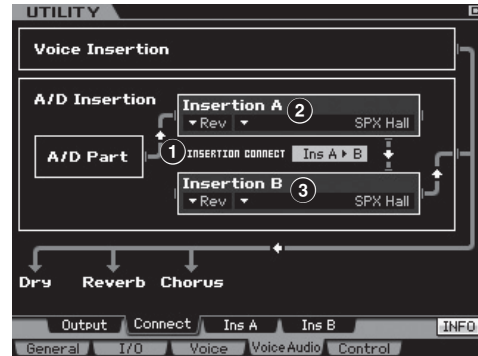 UTILITY
Voice Insertion
A/D Insertion
Insertion A
2
▼Rev ▼ SPX Hall
A/D Part
1
INSERTION CONNECT Ins A▶B
Insertion B
3
▼Rev ▼ SPX Hall
Dry Reverb Chorus
Output Connect Ins A Ins B INFO
General I/O Voice Voice Audio Control